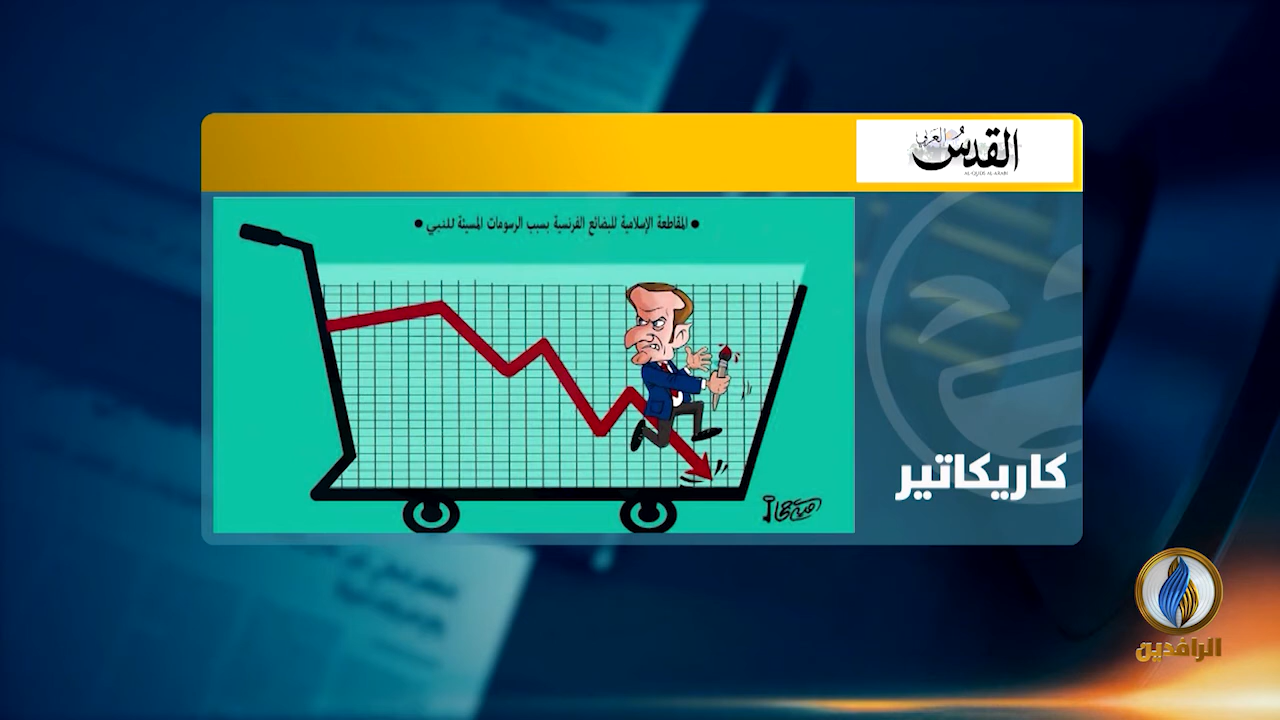 القدس العربي
AL-QUDS AL-ARABI
● المقاطعة الإسلامية للبضائع الفرنسية بسبب الرسومات المسيئة للنبي ●
كاريكاتير
الرافدين